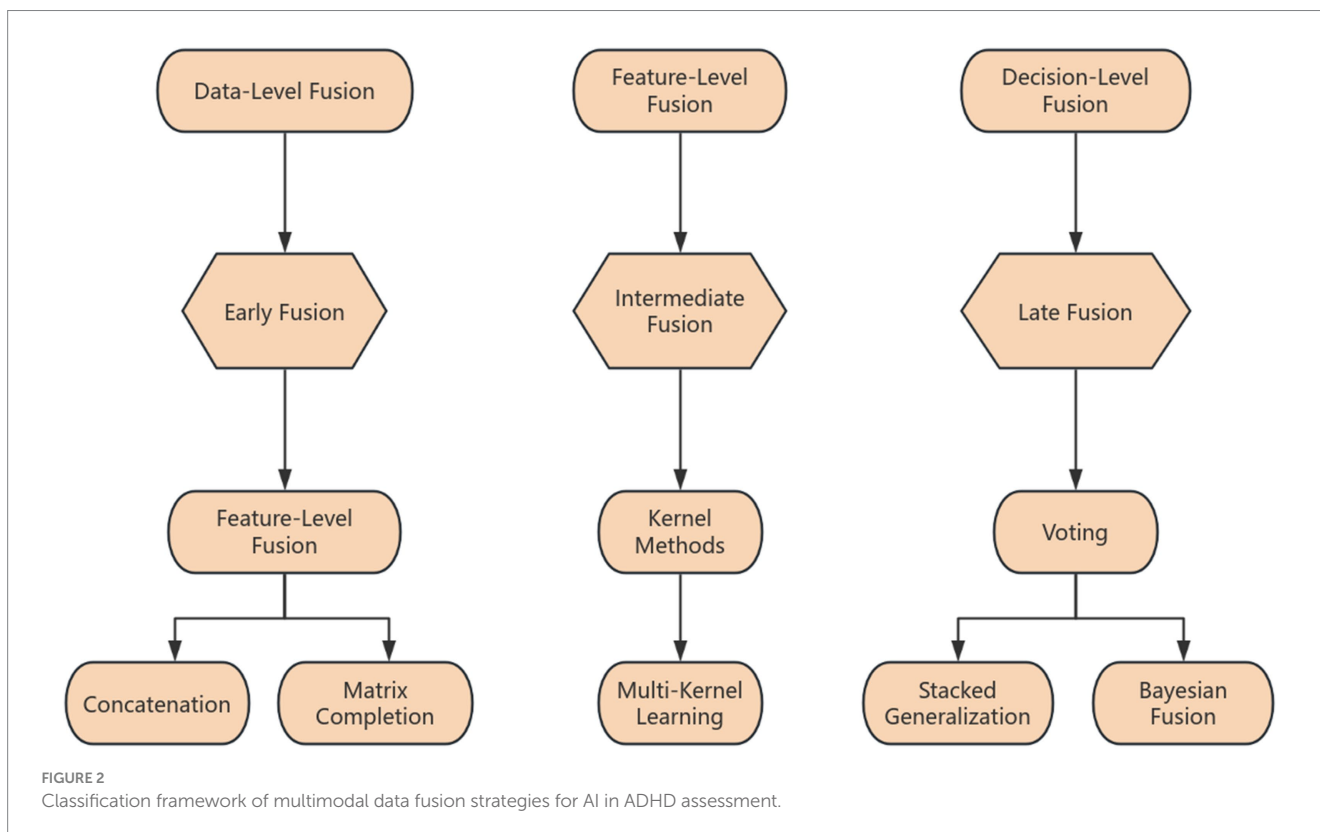 Data-Level Fusion
Feature-Level
Fusion
Decision-Level
Fusion
Early Fusion
Intermediate
Fusion
Late Fusion
Feature-Level
Fusion
Kernel
Methods
Voting
Concatenation
Matrix
Completion
Multi-Kernel
Learning
Stacked
Generalization
Bayesian
Fusion
FIGURE 2
Classification framework of multimodal data fusion strategies for AI in ADHD assessment.